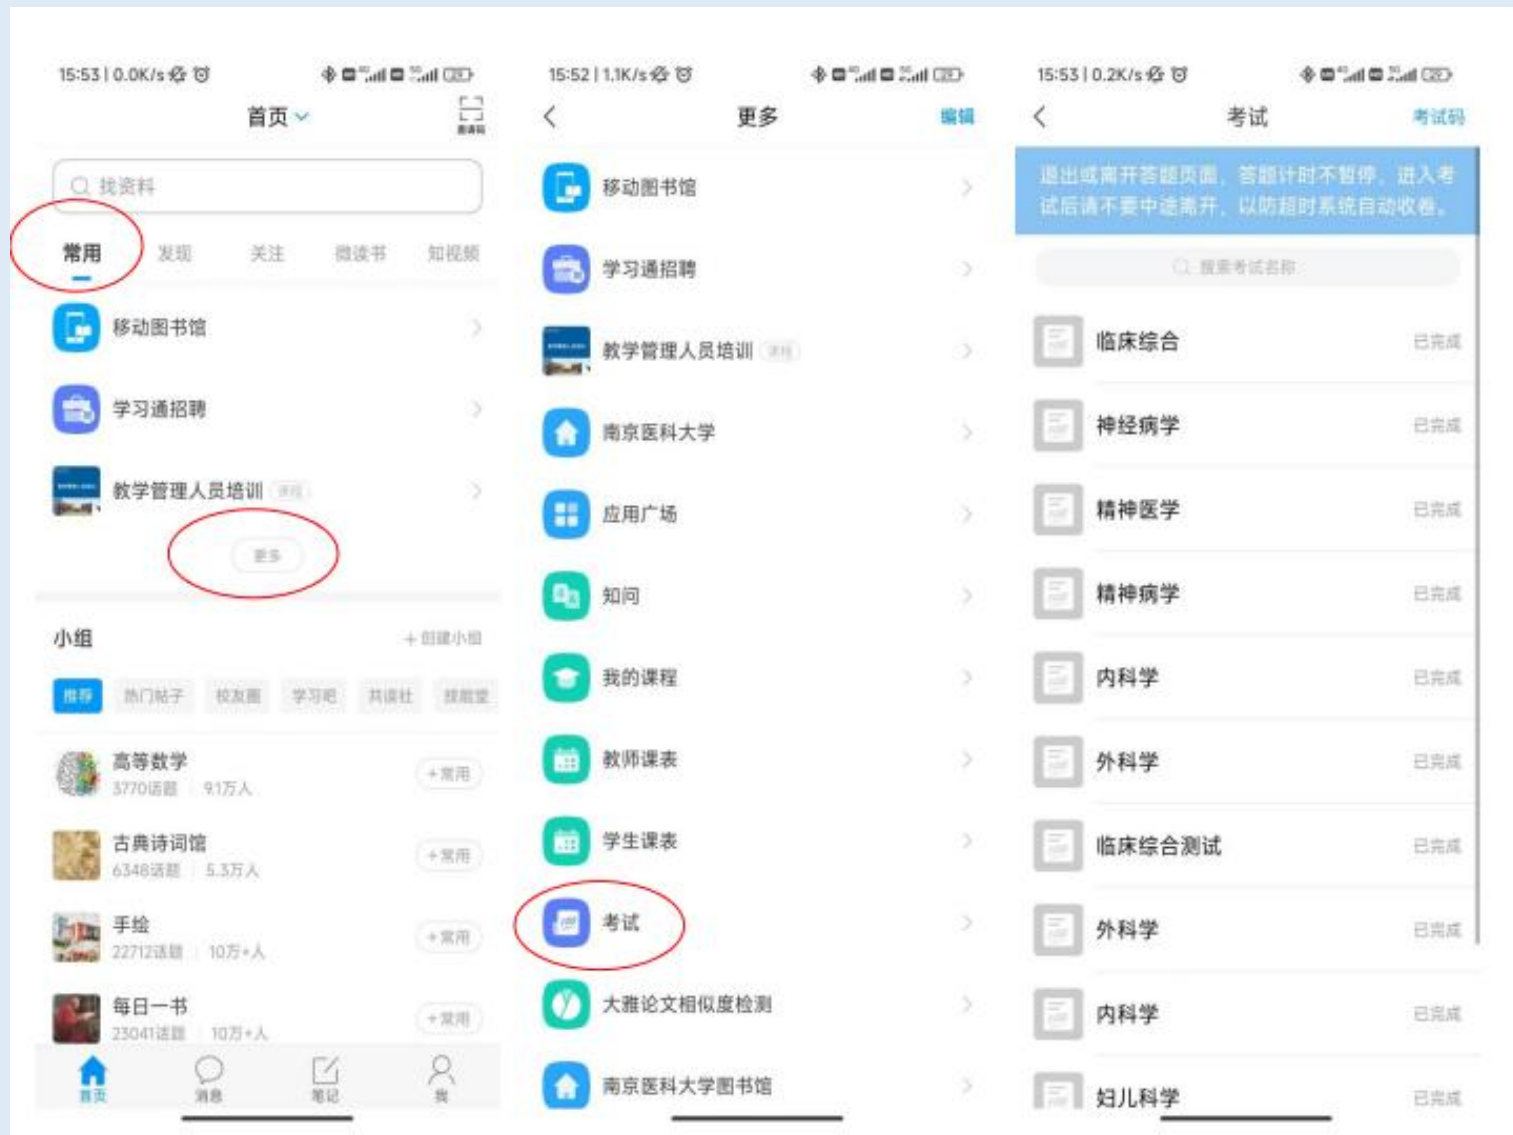 15:53 | 0.0K/s
首页
邀请码
找资料
常用 发现 关注 微读书 知视频
移动图书馆
学习通招聘
教学管理人员培训 课程
更多
小组 +创建小组
推荐 热门帖子 校友圈 学习吧 共读社 技能堂
高等数学
3770话题 9.1万人 +常用
古典诗词馆
6348话题 5.3万人 +常用
手绘
22712话题 10万+人 +常用
每日一书
23041话题 10万+人 +常用
首页 消息 笔记 我
15:52 | 1.1K/s
更多 编辑
移动图书馆
学习通招聘
教学管理人员培训 课程
南京医科大学
应用广场
知问
我的课程
教师课表
学生课表
考试
大雅论文相似度检测
南京医科大学图书馆
15:53 | 0.2K/s
考试 考试码
退出或离开答题页面，答题计时不暂停，进入考
试后请不要中途离开，以防超时系统自动收卷。
搜索考试名称
临床综合 已完成
神经病学 已完成
精神医学 已完成
精神病学 已完成
内科学 已完成
外科学 已完成
临床综合测试 已完成
外科学 已完成
内科学 已完成
妇儿科学 已完成